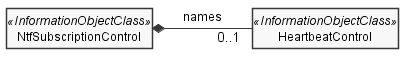 «InformationObjectClass»
NtfSubscriptionControl
names
0..1
«InformationObjectClass»
HeartbeatControl